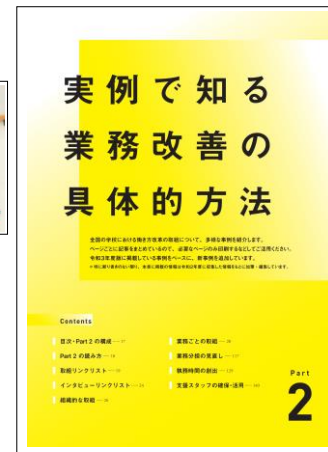 実例で知る
業務改善の
具体的方法
全国の学校における働き方改革の取組について、多様な事例を紹介します。
ページごとに記事をまとめているので、必要なページのみ印刷するなどしてご活用ください。
令和3年度版に掲載している事例をベースに、新事例を追加しています。
Contents
目次・Part 2 の構成
Part 2 の読み方
取組リンクリスト
インタビューリンクリスト
組織的な取組
業務ごとの取組
業務分担の見直し
勤務時間の創出
支援スタッフの確保・活用
Part
2